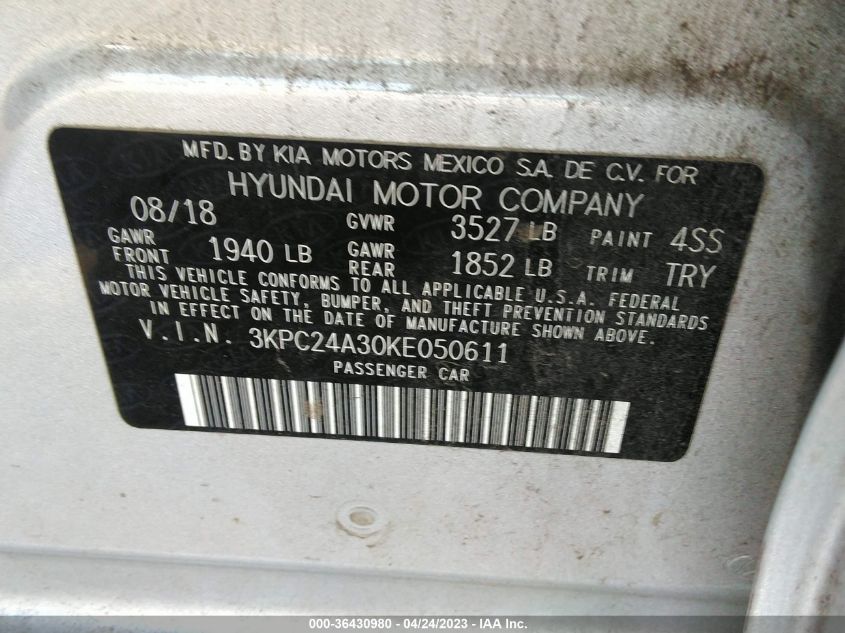 MFD. BY KIA MOTORS MEXICO S.A. DE C.V. FOR
HYUNDAI MOTOR COMPANY
08/18 GVWR 3527 LB PAINT 4SS
GAWR FRONT 1940 LB GAWR REAR 1852 LB TRIM TRY
THIS VEHICLE CONFORMS TO ALL APPLICABLE U.S.A. FEDERAL
MOTOR VEHICLE SAFETY, BUMPER, AND THEFT PREVENTION STANDARDS
IN EFFECT ON THE DATE OF MANUFACTURE SHOWN ABOVE.
V.I.N. 3KPC24A30KE050611
PASSENGER CAR
000-36430980 - 04/24/2023 - IAA Inc.